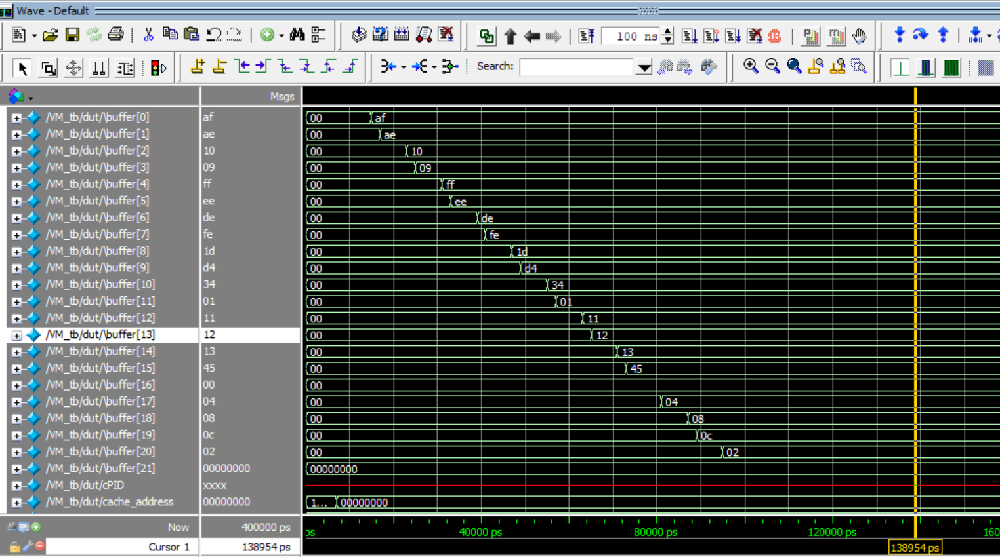 Wave - Default
100 ns
Search:
Msgs
/VM_tb/dut/\buffer[0] af 00 af
/VM_tb/dut/\buffer[1] ae 00 ae
/VM_tb/dut/\buffer[2] 10 00 10
/VM_tb/dut/\buffer[3] 09 00 09
/VM_tb/dut/\buffer[4] ff 00 ff
/VM_tb/dut/\buffer[5] ee 00 ee
/VM_tb/dut/\buffer[6] de 00 de
/VM_tb/dut/\buffer[7] fe 00 fe
/VM_tb/dut/\buffer[8] 1d 00 1d
/VM_tb/dut/\buffer[9] d4 00 d4
/VM_tb/dut/\buffer[10] 34 00 34
/VM_tb/dut/\buffer[11] 01 00 01
/VM_tb/dut/\buffer[12] 11 00 11
/VM_tb/dut/\buffer[13] 12 00 12
/VM_tb/dut/\buffer[14] 13 00 13
/VM_tb/dut/\buffer[15] 45 00 45
/VM_tb/dut/\buffer[16] 00 00
/VM_tb/dut/\buffer[17] 04 00 04
/VM_tb/dut/\buffer[18] 08 00 08
/VM_tb/dut/\buffer[19] 0c 00 0c
/VM_tb/dut/\buffer[20] 02 00 02
/VM_tb/dut/\buffer[21] 00000000 00000000
/VM_tb/dut/cPID xxxx
/VM_tb/dut/cache_address 00000000 1... 00000000
Now 400000 ps ps 40000 ps 80000 ps 120000 ps 160
Cursor 1 138954 ps 138954 ps